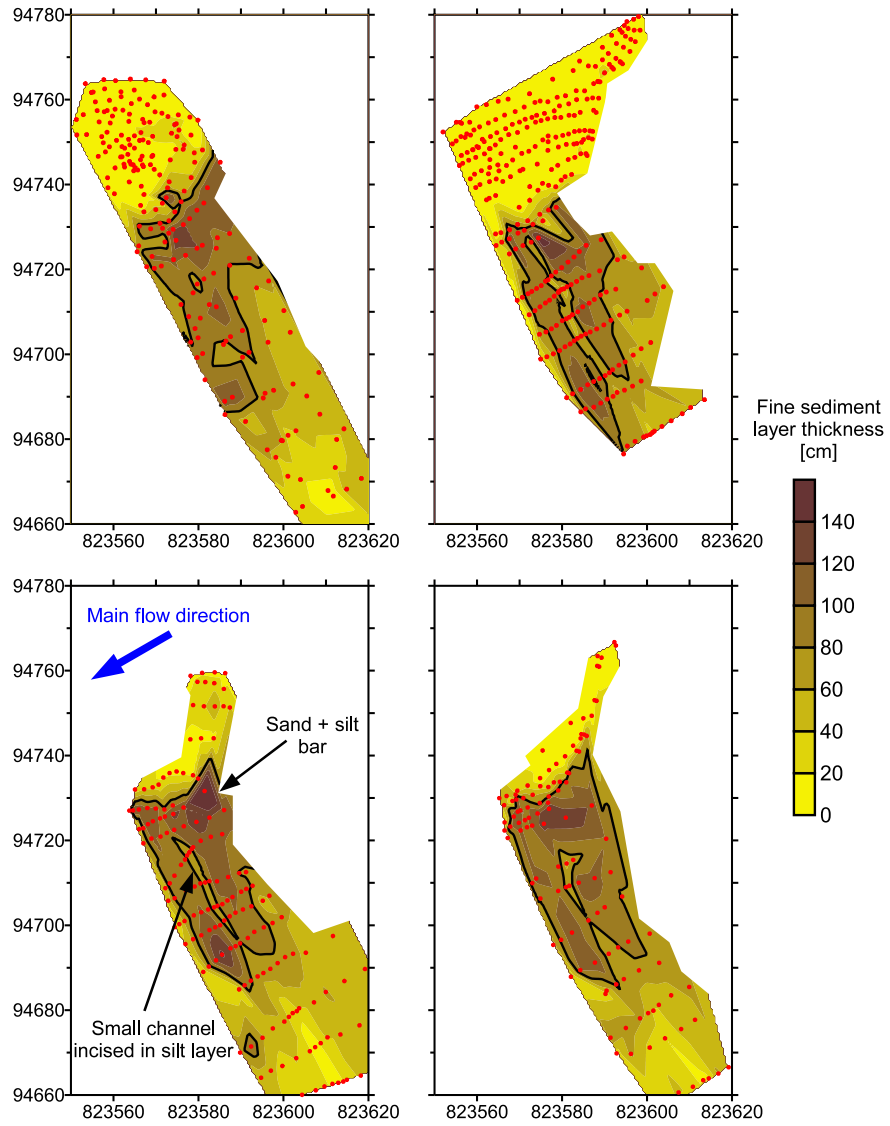 94780
94760
94740
94720
94700
94680
94660
823560 823580 823600 823620
823560 823580 823600 823620
Fine sediment
layer thickness
[cm]
140
120
100
80
60
40
20
0
94780
94760
94740
94720
94700
94680
94660
Main flow direction
Sand + silt
bar
Small channel
incised in silt layer
823560 823580 823600 823620
823560 823580 823600 823620